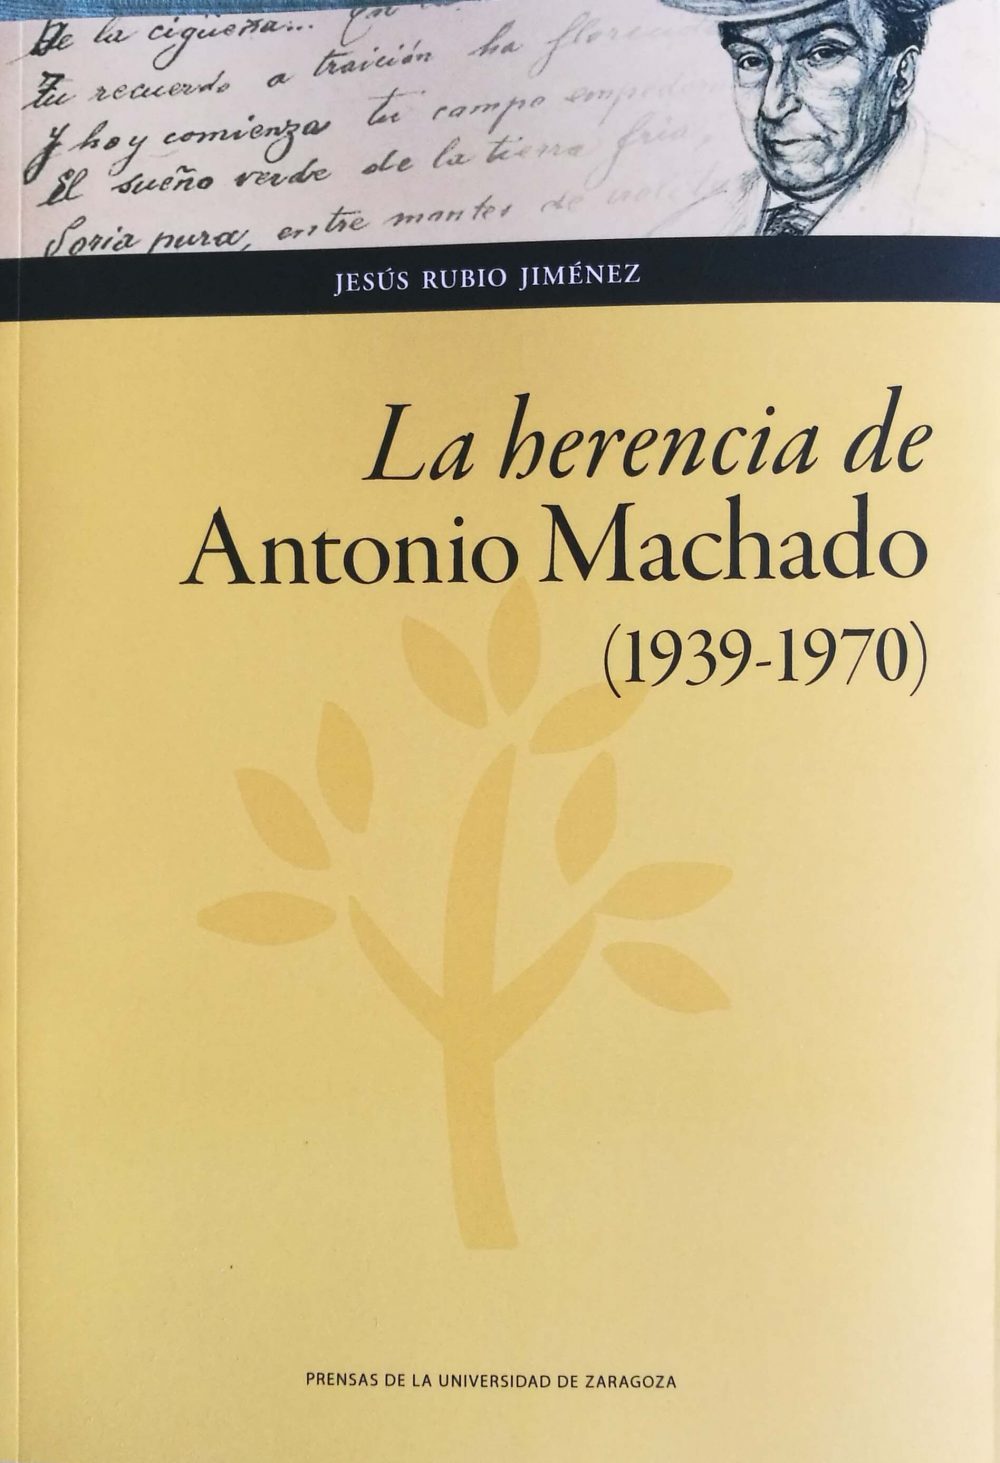 De la cigüeña...
Tu recuerdo a traición ha florecido
Y hoy comienza tu campo empedernido
El sueño verde de la tierra fría,
Soria pura, entre montes de violeta
JESÚS RUBIO JIMÉNEZ
La herencia de
Antonio Machado
(1939-1970)
PRENSAS DE LA UNIVERSIDAD DE ZARAGOZA